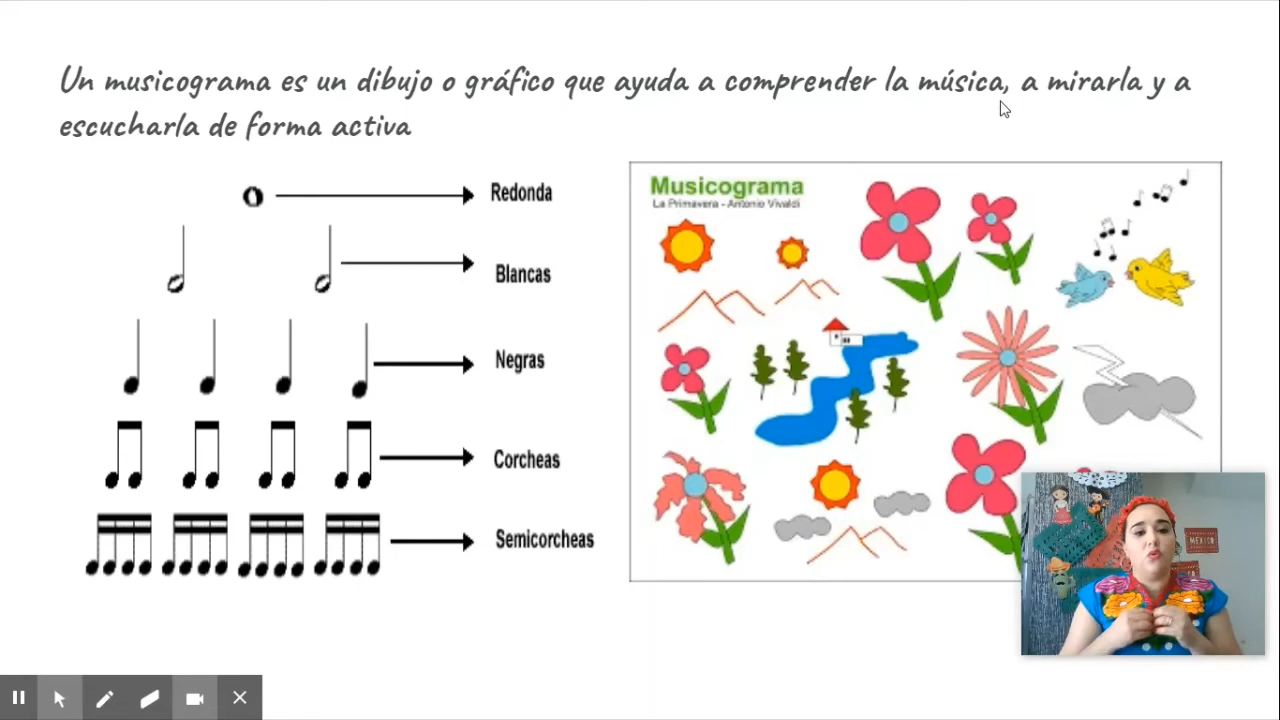 Un musicograma es un dibujo o gráfico que ayuda a comprender la música, a mirarla y a
escucharla de forma activa
Redonda
Blancas
Negras
Corcheas
Semicorcheas
Musicograma
La Primavera - Antonio Vivaldi
MÉXICO